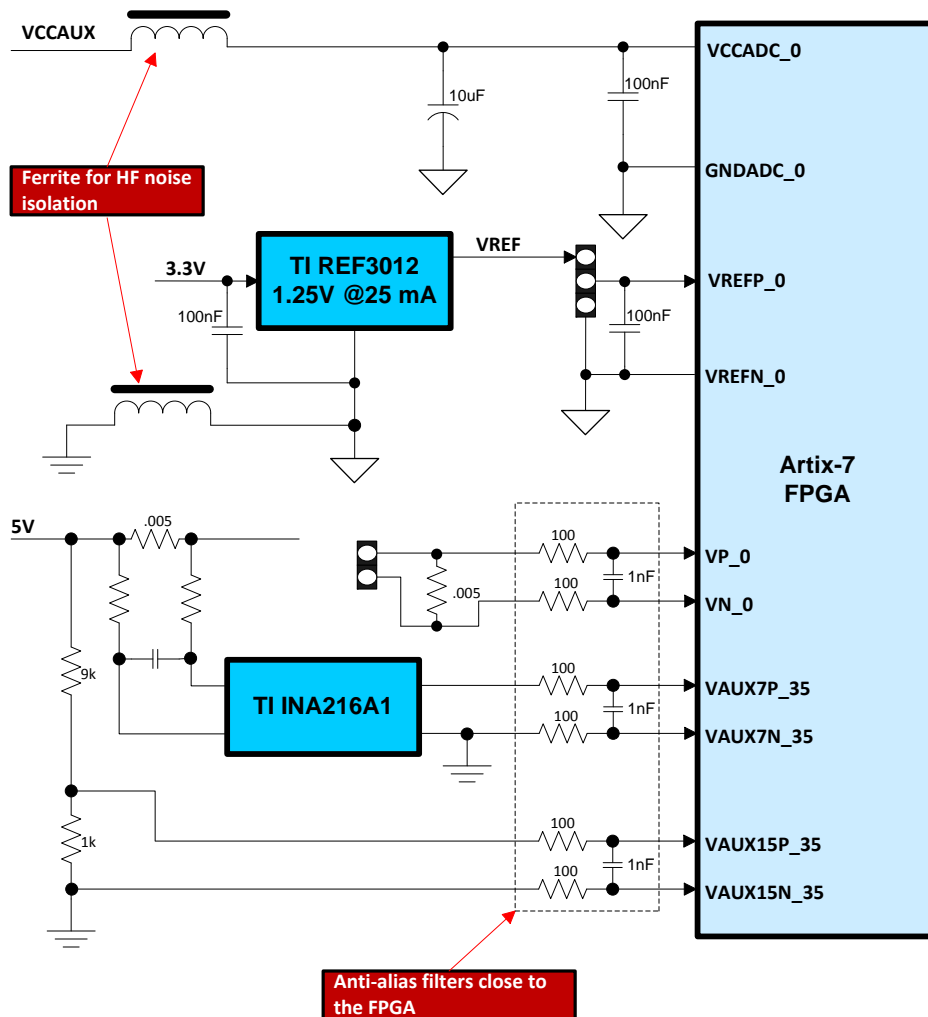 VCCAUX
VCCADC_0
10uF
100nF
GNDADC_0
Ferrite for HF noise
isolation
3.3V
TI REF3012
1.25V @25 mA
VREF
VREFP_0
100nF
100nF
VREFN_0
Artix-7
FPGA
5V
.005
100
VP_0
1nF
.005
100
VN_0
9k
TI INA216A1
100
VAUX7P_35
1nF
100
VAUX7N_35
1k
100
VAUX15P_35
1nF
100
VAUX15N_35
Anti-alias filters close to
the FPGA